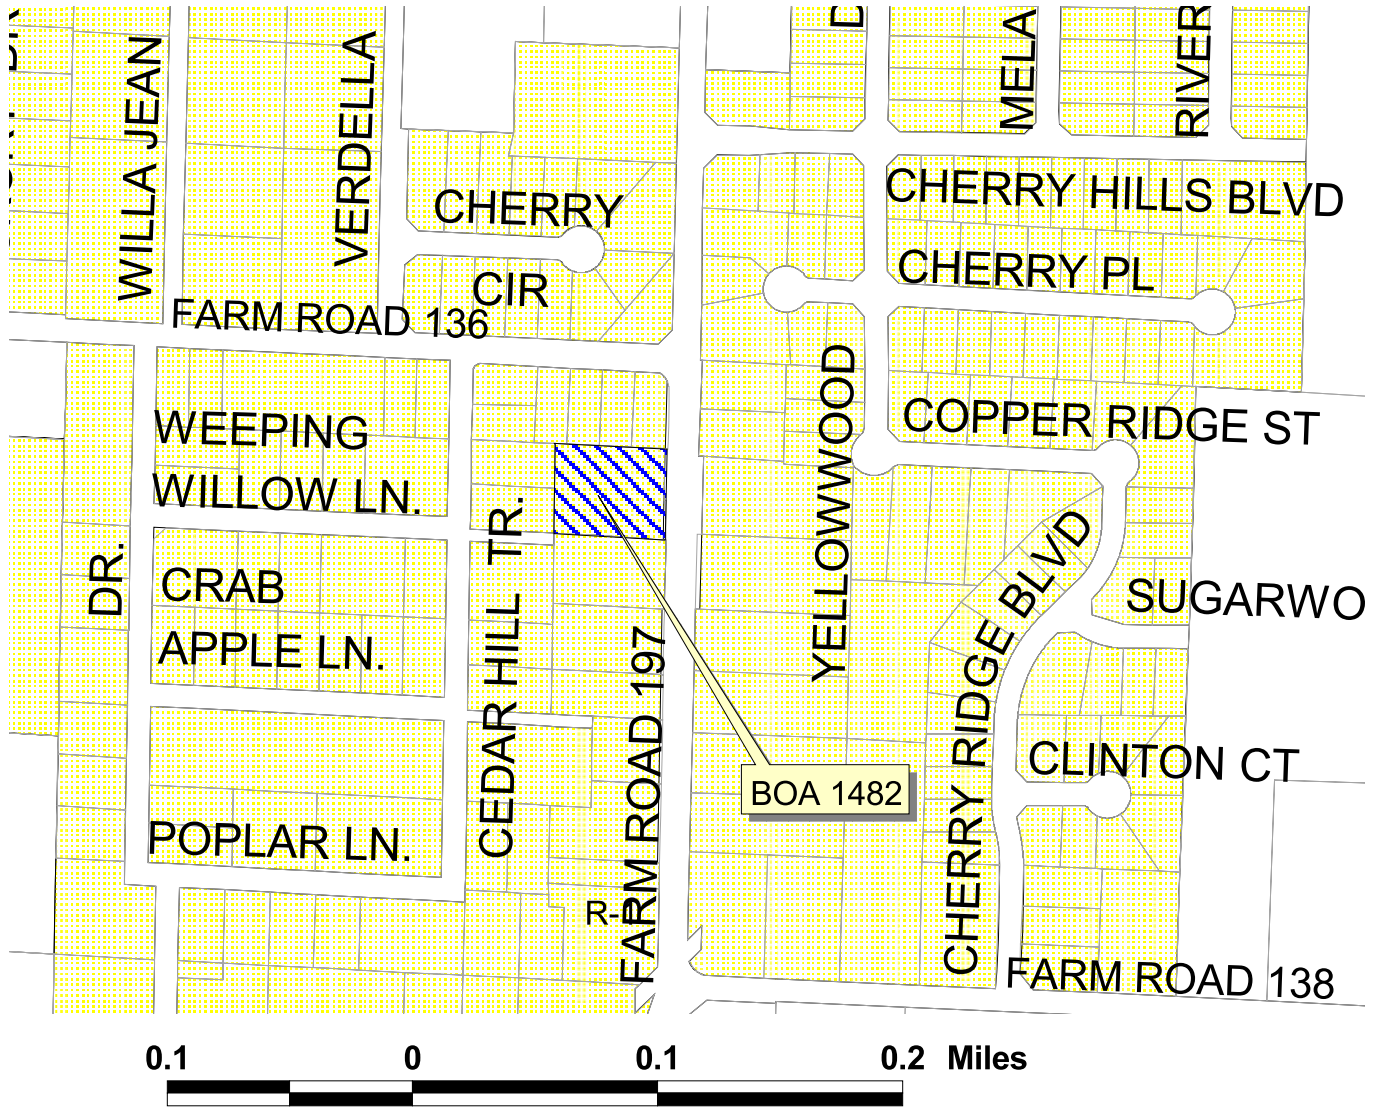 WILLA JEAN
VERDELLA
MELA
RIVER
CHERRY
CIR
CHERRY HILLS BLVD
CHERRY PL
FARM ROAD 136
WEEPING
WILLOW LN.
YELLOWWOOD
COPPER RIDGE ST
DR.
CRAB
APPLE LN.
CEDAR HILL TR.
FARM ROAD 197
CHERRY RIDGE BLVD
SUGARWO
CLINTON CT
BOA 1482
POPLAR LN.
FARM ROAD 138
0.1 0 0.1 0.2 Miles